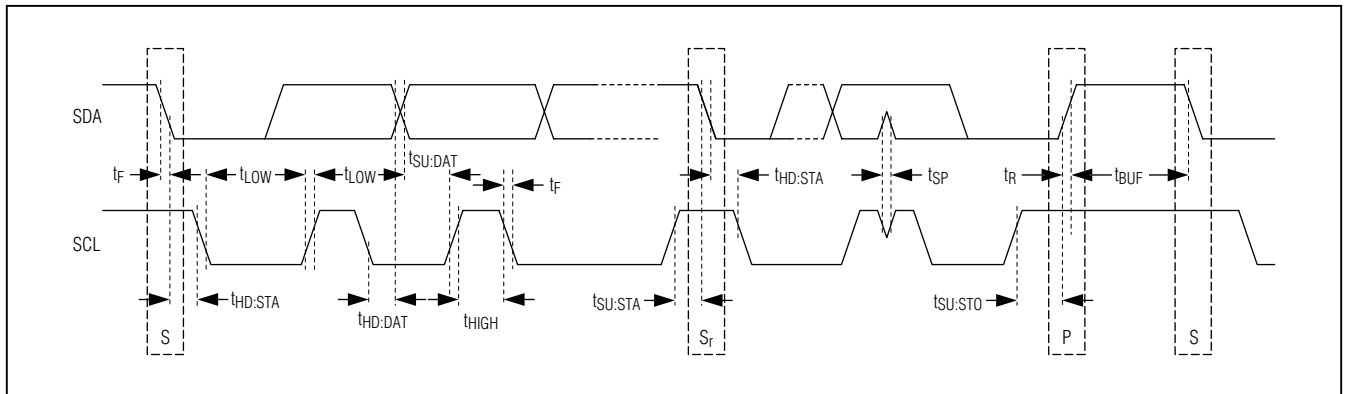 SDA
tF
tLOW
tLOW
tSU:DAT
tF
tHD:STA
tSP
tR
tBUF
SCL
tHD:STA
tHD:DAT
tHIGH
tSU:STA
tSU:STO
S
Sr
P
S